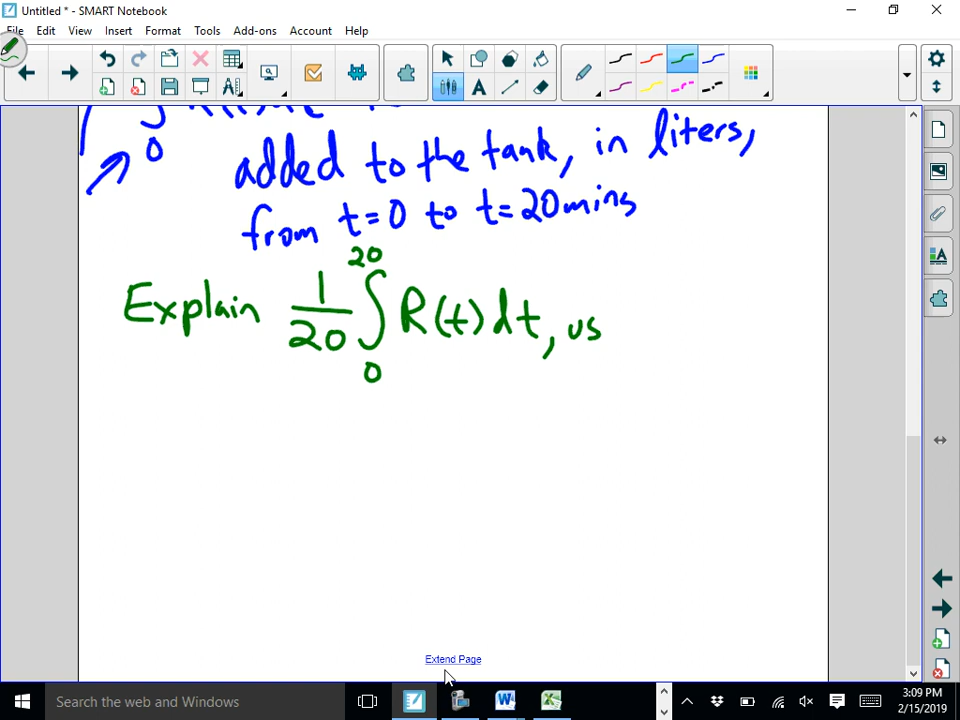 Untitled * - SMART Notebook
File Edit View Insert Format Tools Add-ons Account Help
0
added to the tank, in liters,
from t=0 to t=20mins
Explain 1/20 ∫₀²⁰ R(t)dt, us
Extend Page
Search the web and Windows
3:09 PM
2/15/2019